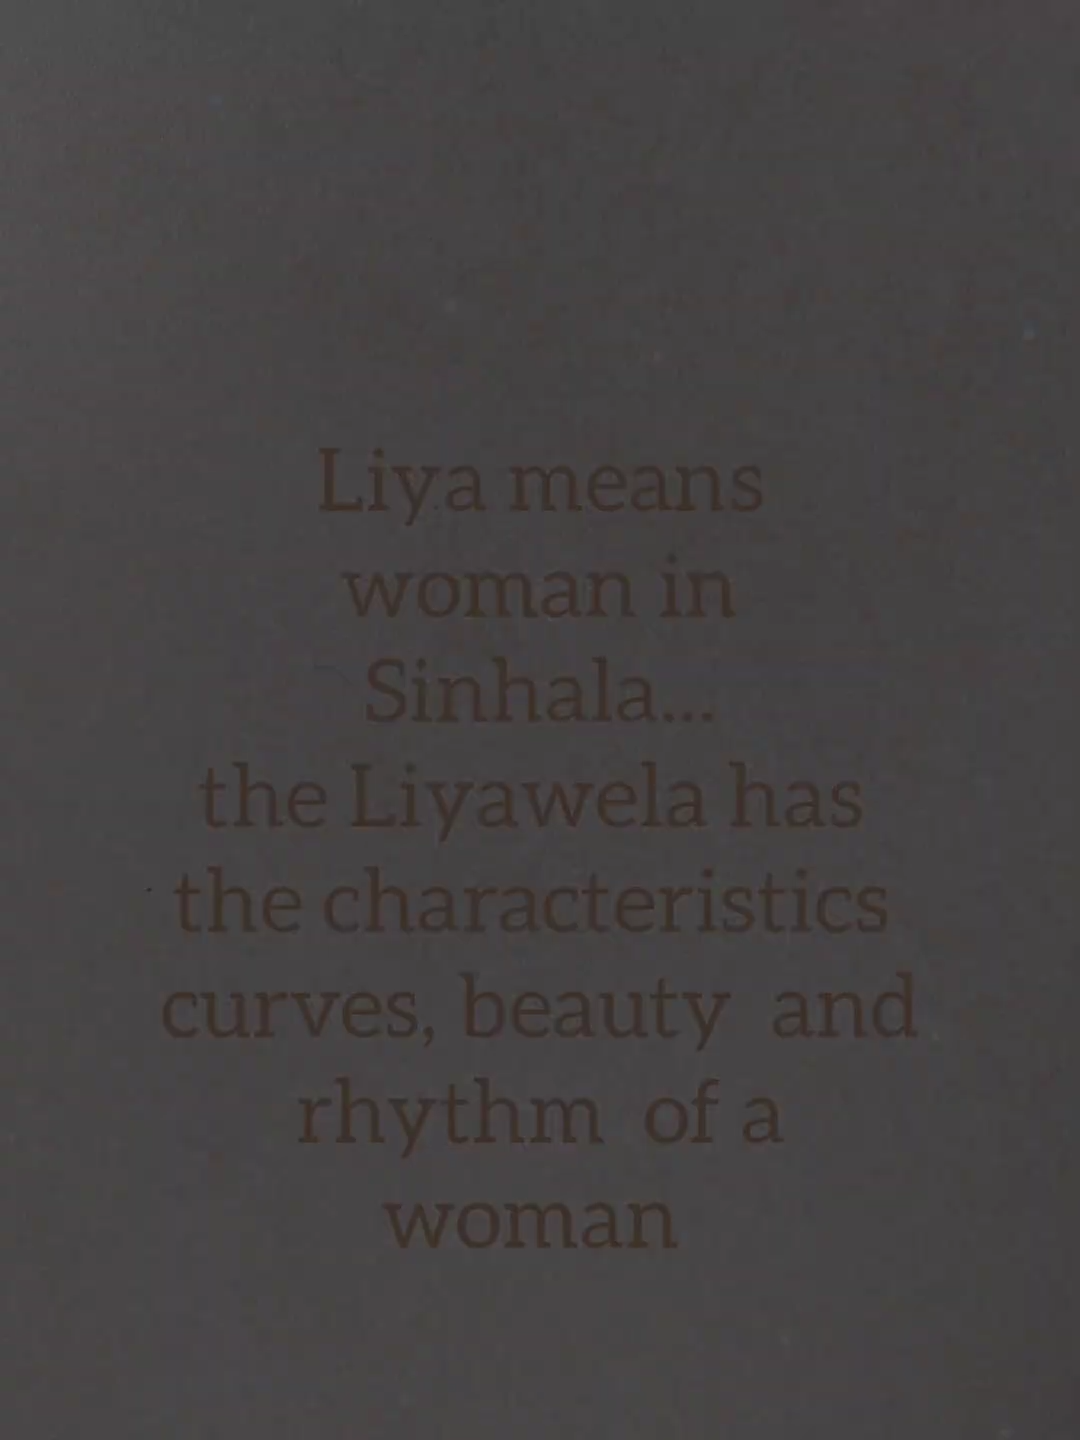 Liya means
woman in
Sinhala...
the Liyawela has
the characteristics
curves, beauty and
rhythm of a
woman